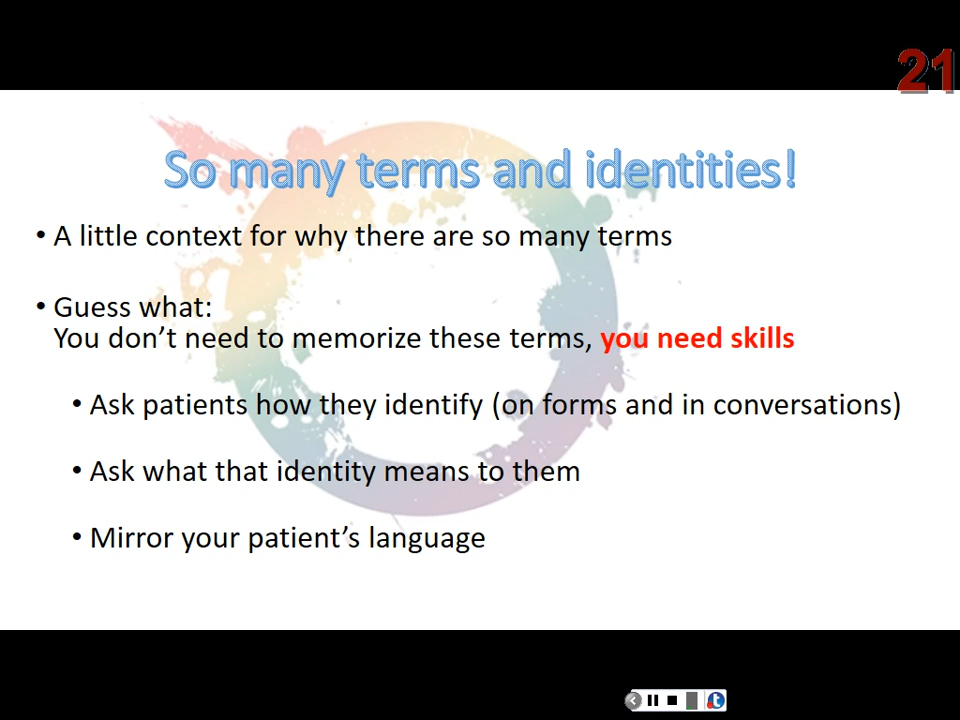 21
So many terms and identities!
• A little context for why there are so many terms
• Guess what:
You don’t need to memorize these terms, you need skills
• Ask patients how they identify (on forms and in conversations)
• Ask what that identity means to them
• Mirror your patient’s language
t